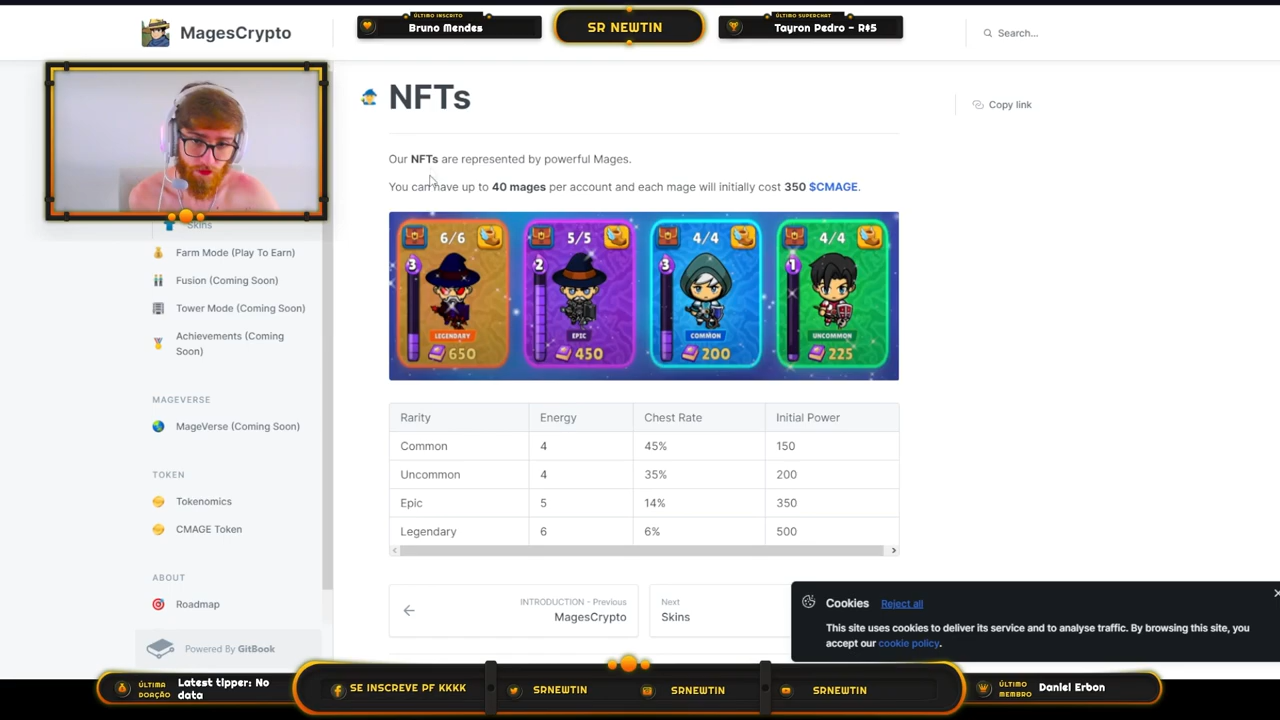 MagesCrypto
ÚLTIMO INSCRITO
Bruno Mendes
SR NEWTIN
ÚLTIMO SUPERCHAT
Tayron Pedro - R$5
Search...
NFTs
Copy link
Our NFTs are represented by powerful Mages.
You can have up to 40 mages per account and each mage will initially cost 350 $CMAGE.
Skins
Farm Mode (Play To Earn)
Fusion (Coming Soon)
Tower Mode (Coming Soon)
Achievements (Coming
Soon)
MAGEVERSE
MageVerse (Coming Soon)
TOKEN
Tokenomics
CMAGE Token
ABOUT
Roadmap
Powered By GitBook
6/6
3
LEGENDARY
650
5/5
2
EPIC
450
4/4
3
COMMON
200
4/4
1
UNCOMMON
225
Rarity Energy Chest Rate Initial Power
Common 4 45% 150
Uncommon 4 35% 200
Epic 5 14% 350
Legendary 6 6% 500
INTRODUCTION - Previous
MagesCrypto
Next
Skins
Cookies Reject all
This site uses cookies to deliver its service and to analyse traffic. By browsing this site, you
accept our cookie policy.
ÚLTIMA
DOAÇÃO
Latest tipper: No
data
SE INSCREVE PF KKKK
SRNEWTIN
SRNEWTIN
SRNEWTIN
ÚLTIMO
MEMBRO
Daniel Erbon